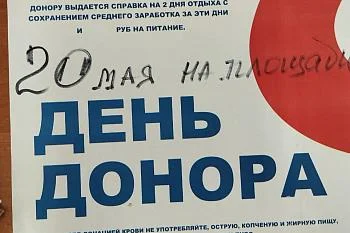 ДОНОРУ ВЫДАЕТСЯ СПРАВКА НА 2 ДНЯ ОТДЫХА С
СОХРАНЕНИЕМ СРЕДНЕГО ЗАРАБОТКА ЗА ЭТИ ДНИ
И РУБ НА ПИТАНИЕ.
20 МАЯ НА ПЛОЩАДИ
ДЕНЬ
ДОНОРА
КРОВИ НЕ УПОТРЕБЛЯЙТЕ, ОСТРУЮ, КОПЧЕНУЮ И ЖИРНУЮ ПИЩУ,